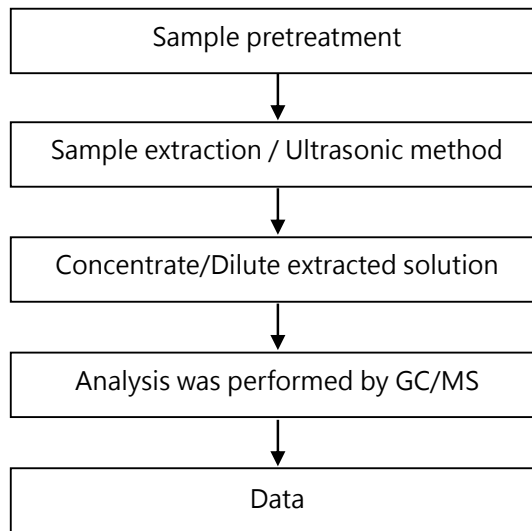 Sample pretreatment
Sample extraction / Ultrasonic method
Concentrate/Dilute extracted solution
Analysis was performed by GC/MS
Data